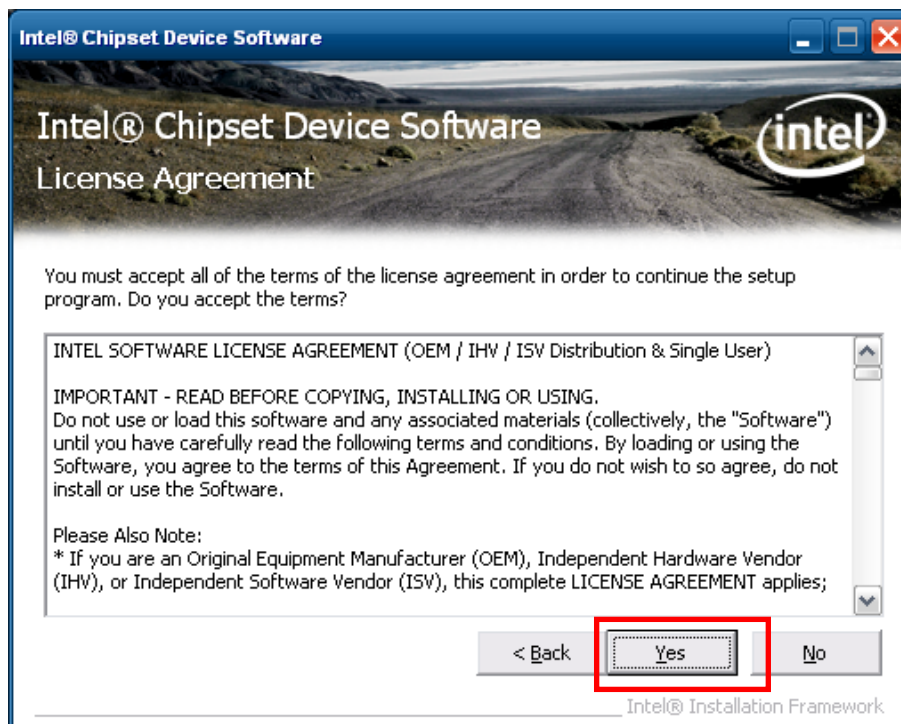 Intel® Chipset Device Software
Intel® Chipset Device Software
intel
License Agreement
You must accept all of the terms of the license agreement in order to continue the setup
program. Do you accept the terms?
INTEL SOFTWARE LICENSE AGREEMENT (OEM / IHV / ISV Distribution & Single User)
IMPORTANT - READ BEFORE COPYING, INSTALLING OR USING.
Do not use or load this software and any associated materials (collectively, the "Software")
until you have carefully read the following terms and conditions. By loading or using the
Software, you agree to the terms of this Agreement. If you do not wish to so agree, do not
install or use the Software.
Please Also Note:
* If you are an Original Equipment Manufacturer (OEM), Independent Hardware Vendor
(IHV), or Independent Software Vendor (ISV), this complete LICENSE AGREEMENT applies;
< Back Yes No
Intel® Installation Framework